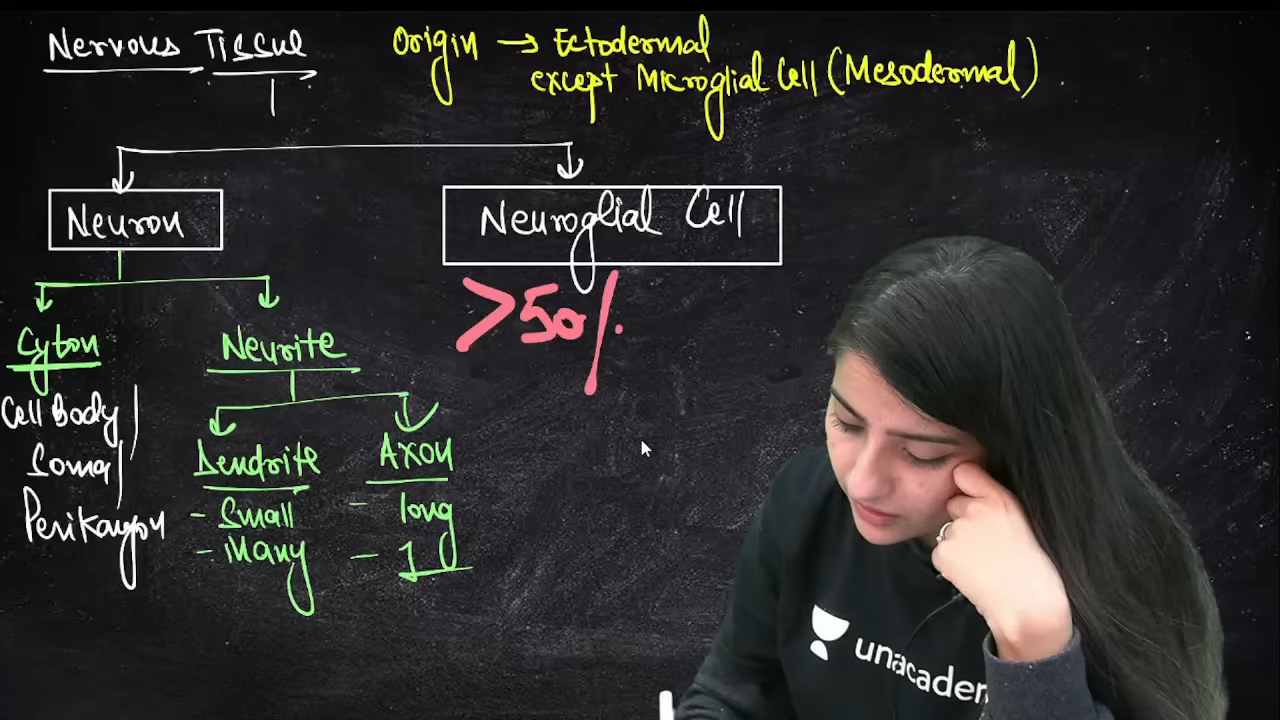 Nervous Tissue
Origin → Ectodermal
except Microglial Cell (Mesodermal)
Neuron
Neuroglial Cell
>50%
Cyton
Cell Body/
Soma/
Perikaryon
Neurite
Dendrite
- Small
- Many
Axon
- long
- 1
unacadem